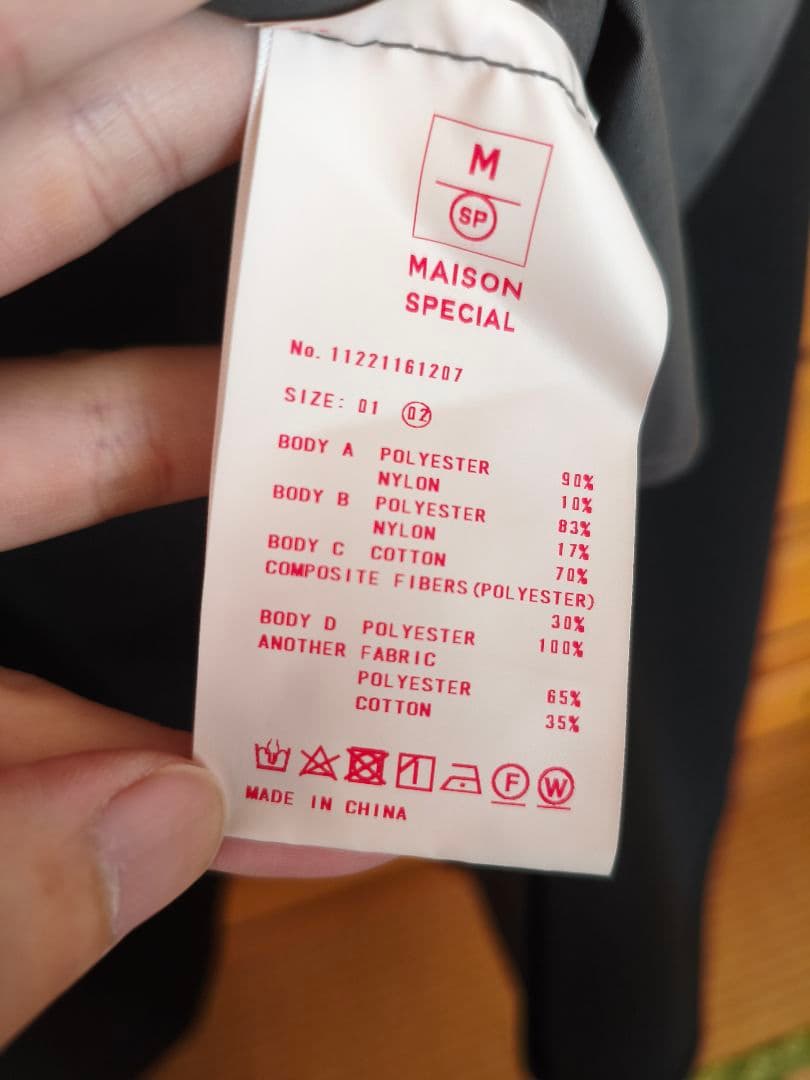 M
SP
MAISON
SPECIAL
No. 11221161207
SIZE: 01 02
BODY A POLYESTER 90%
NYLON 10%
BODY B POLYESTER 83%
NYLON 17%
BODY C COTTON 70%
COMPOSITE FIBERS (POLYESTER)
30%
BODY D POLYESTER 100%
ANOTHER FABRIC
POLYESTER 65%
COTTON 35%
F W
MADE IN CHINA